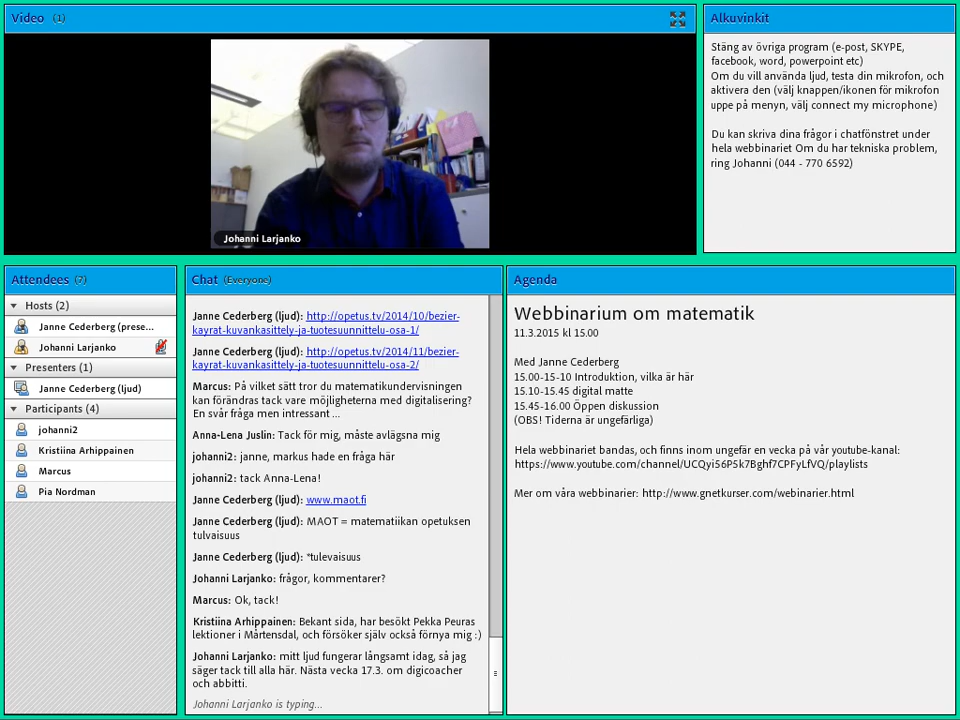 Video (1)
Johanni Larjanko
Alkuvinkit
Stäng av övriga program (e-post, SKYPE,
facebook, word, powerpoint etc)
Om du vill använda ljud, testa din mikrofon, och
aktivera den (välj knappen/ikonen för mikrofon
uppe på menyn, välj connect my microphone)
Du kan skriva dina frågor i chatfönstret under
hela webbinariet Om du har tekniska problem,
ring Johanni (044 - 770 6592)
Attendees (7)
Hosts (2)
Janne Cederberg (prese...
Johanni Larjanko
Presenters (1)
Janne Cederberg (ljud)
Participants (4)
johanni2
Kristiina Arhippainen
Marcus
Pia Nordman
Chat (Everyone)
Janne Cederberg (ljud): http://opetus.tv/2014/10/bezier-
kayrat-kuvankasittely-ja-tuotesuunnittelu-osa-1/
Janne Cederberg (ljud): http://opetus.tv/2014/11/bezier-
kayrat-kuvankasittely-ja-tuotesuunnittelu-osa-2/
Marcus: På vilket sätt tror du matematikundervisningen
kan förändras tack vare möjligheterna med digitalisering?
En svår fråga men intressant ...
Anna-Lena Juslin: Tack för mig, måste avlägsna mig
johanni2: janne, markus hade en fråga här
johanni2: tack Anna-Lena!
Janne Cederberg (ljud): www.maot.fi
Janne Cederberg (ljud): MAOT = matematiikan opetuksen
tulvaisuus
Janne Cederberg (ljud): *tulevaisuus
Johanni Larjanko: frågor, kommentarer?
Marcus: Ok, tack!
Kristiina Arhippainen: Bekant sida, har besökt Pekka Peuras
lektioner i Mårtensdal, och försöker själv också förnya mig :)
Johanni Larjanko: mitt ljud fungerar långsamt idag, så jag
säger tack till alla här. Nästa vecka 17.3. om digicoacher
och abbitti.
Johanni Larjanko is typing...
Agenda
Webbinarium om matematik
11.3.2015 kl 15.00
Med Janne Cederberg
15.00-15-10 Introduktion, vilka är här
15.10-15.45 digital matte
15.45-16.00 Öppen diskussion
(OBS! Tiderna är ungefärliga)
Hela webbinariet bandas, och finns inom ungefär en vecka på vår youtube-kanal:
https://www.youtube.com/channel/UCQyi56P5k7Bghf7CPFyLfVQ/playlists
Mer om våra webbinarier: http://www.gnetkurser.com/webinarier.html